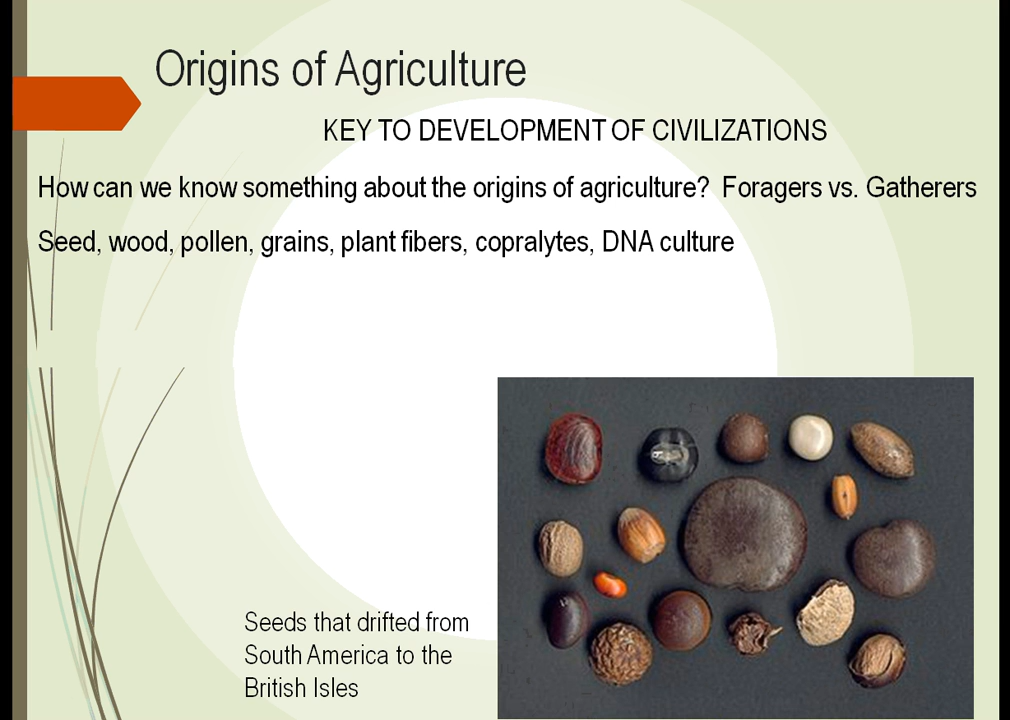 Origins of Agriculture
KEY TO DEVELOPMENT OF CIVILIZATIONS
How can we know something about the origins of agriculture? Foragers vs. Gatherers
Seed, wood, pollen, grains, plant fibers, copralytes, DNA culture
Seeds that drifted from
South America to the
British Isles